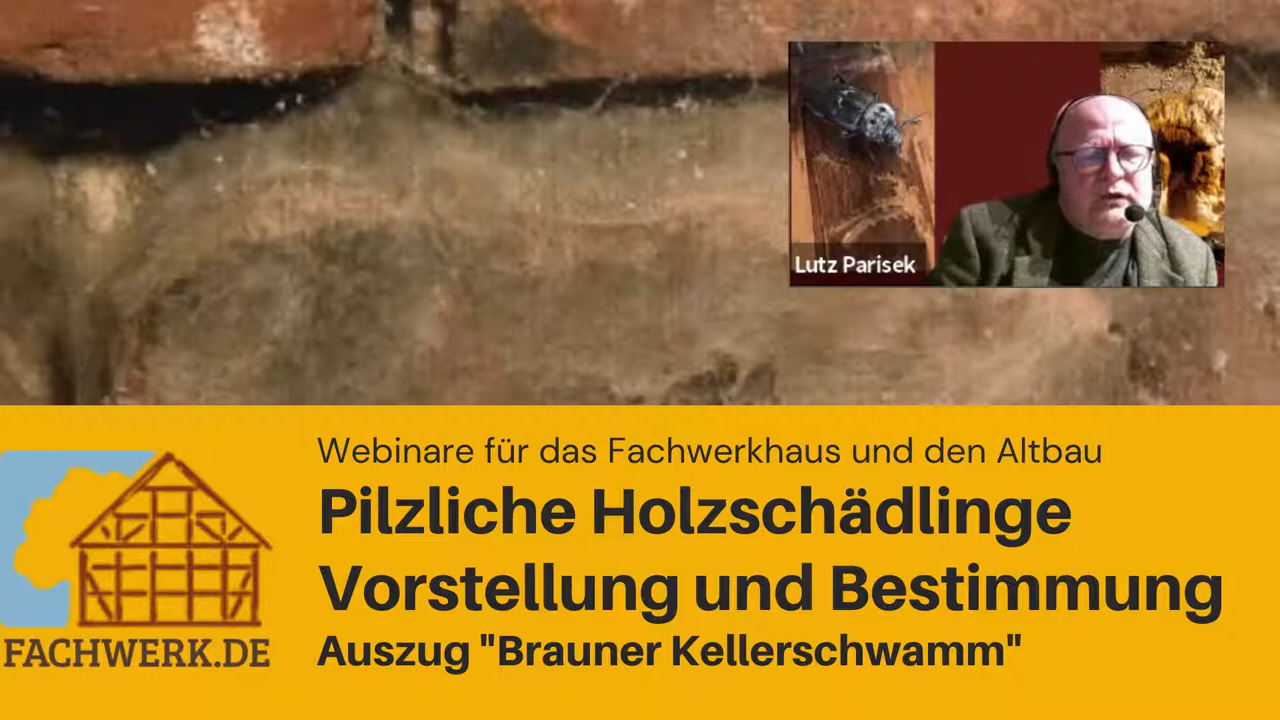 Lutz Parisek
Webinare für das Fachwerkhaus und den Altbau
Pilzliche Holzschädlinge
Vorstellung und Bestimmung
Auszug "Brauner Kellerschwamm"
FACHWERK.DE